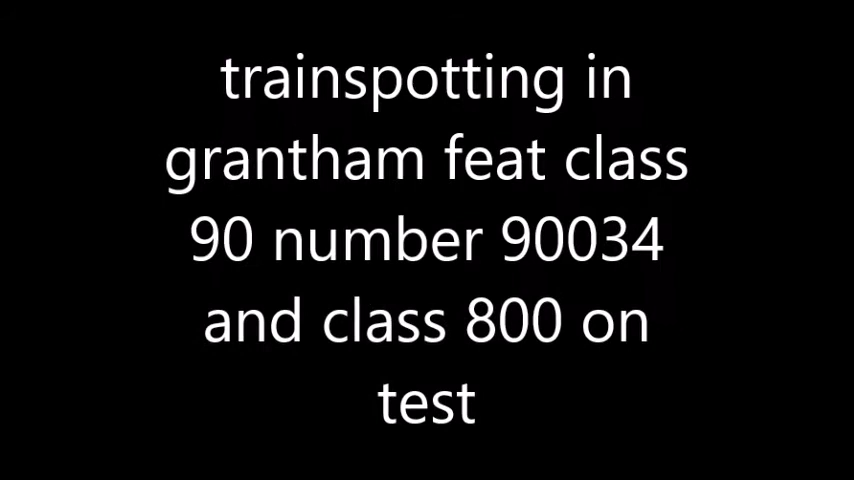 trainspotting in
grantham feat class
90 number 90034
and class 800 on
test